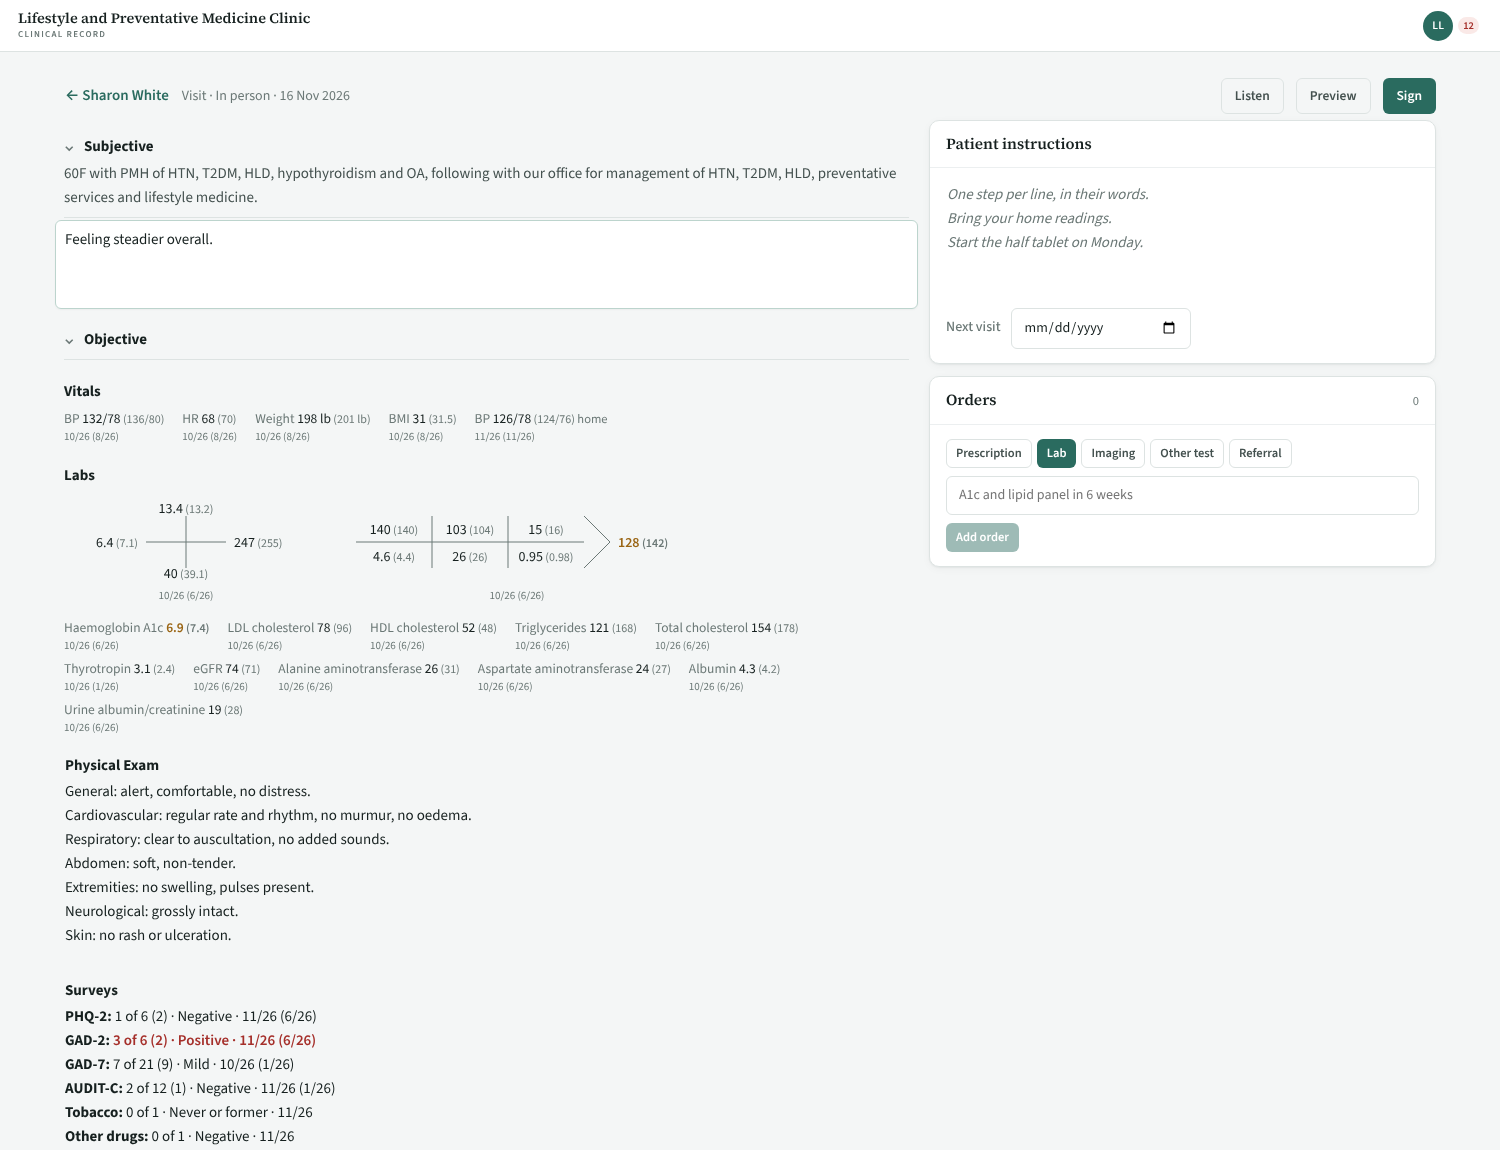 Lifestyle and Preventative Medicine Clinic
CLINICAL RECORD
LL
12
← Sharon White Visit · In person · 16 Nov 2026
Listen
Preview
Sign
Subjective
60F with PMH of HTN, T2DM, HLD, hypothyroidism and OA, following with our office for management of HTN, T2DM, HLD, preventative
services and lifestyle medicine.
Feeling steadier overall.
Objective
Vitals
BP 132/78 (136/80) HR 68 (70) Weight 198 lb (201 lb) BMI 31 (31.5) BP 126/78 (124/76) home
10/26 (8/26) 10/26 (8/26) 10/26 (8/26) 10/26 (8/26) 11/26 (11/26)
Labs
13.4 (13.2)
6.4 (7.1) 247 (255)
40 (39.1)
10/26 (6/26)
140 (140) 103 (104) 15 (16)
128 (142)
4.6 (4.4) 26 (26) 0.95 (0.98)
10/26 (6/26)
Haemoglobin A1c 6.9 (7.4) LDL cholesterol 78 (96) HDL cholesterol 52 (48) Triglycerides 121 (168) Total cholesterol 154 (178)
10/26 (6/26) 10/26 (6/26) 10/26 (6/26) 10/26 (6/26) 10/26 (6/26)
Thyrotropin 3.1 (2.4) eGFR 74 (71) Alanine aminotransferase 26 (31) Aspartate aminotransferase 24 (27) Albumin 4.3 (4.2)
10/26 (1/26) 10/26 (6/26) 10/26 (6/26) 10/26 (6/26) 10/26 (6/26)
Urine albumin/creatinine 19 (28)
10/26 (6/26)
Physical Exam
General: alert, comfortable, no distress.
Cardiovascular: regular rate and rhythm, no murmur, no oedema.
Respiratory: clear to auscultation, no added sounds.
Abdomen: soft, non-tender.
Extremities: no swelling, pulses present.
Neurological: grossly intact.
Skin: no rash or ulceration.
Surveys
PHQ-2: 1 of 6 (2) · Negative · 11/26 (6/26)
GAD-2: 3 of 6 (2) · Positive · 11/26 (6/26)
GAD-7: 7 of 21 (9) · Mild · 10/26 (1/26)
AUDIT-C: 2 of 12 (1) · Negative · 11/26 (1/26)
Tobacco: 0 of 1 · Never or former · 11/26
Other drugs: 0 of 1 · Negative · 11/26
Patient instructions
One step per line, in their words.
Bring your home readings.
Start the half tablet on Monday.
Next visit mm/dd/yyyy
Orders 0
Prescription Lab Imaging Other test Referral
A1c and lipid panel in 6 weeks
Add order